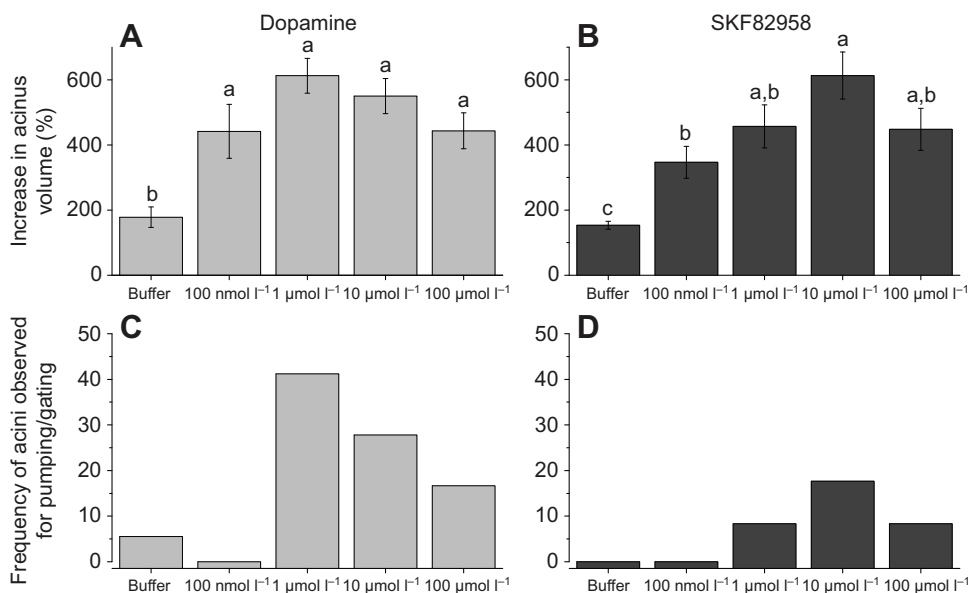 Dopamine
SKF82958
A
B
Increase in acinus
volume (%)
600
400
200
0
b
a
a
a
a
Buffer
100 nmol l⁻¹
1 µmol l⁻¹
10 µmol l⁻¹
100 µmol l⁻¹
600
400
200
0
c
b
a,b
a
a,b
Buffer
100 nmol l⁻¹
1 µmol l⁻¹
10 µmol l⁻¹
100 µmol l⁻¹
C
D
Frequency of acini observed
for pumping/gating
50
40
30
20
10
0
Buffer
100 nmol l⁻¹
1 µmol l⁻¹
10 µmol l⁻¹
100 µmol l⁻¹
50
40
30
20
10
0
Buffer
100 nmol l⁻¹
1 µmol l⁻¹
10 µmol l⁻¹
100 µmol l⁻¹